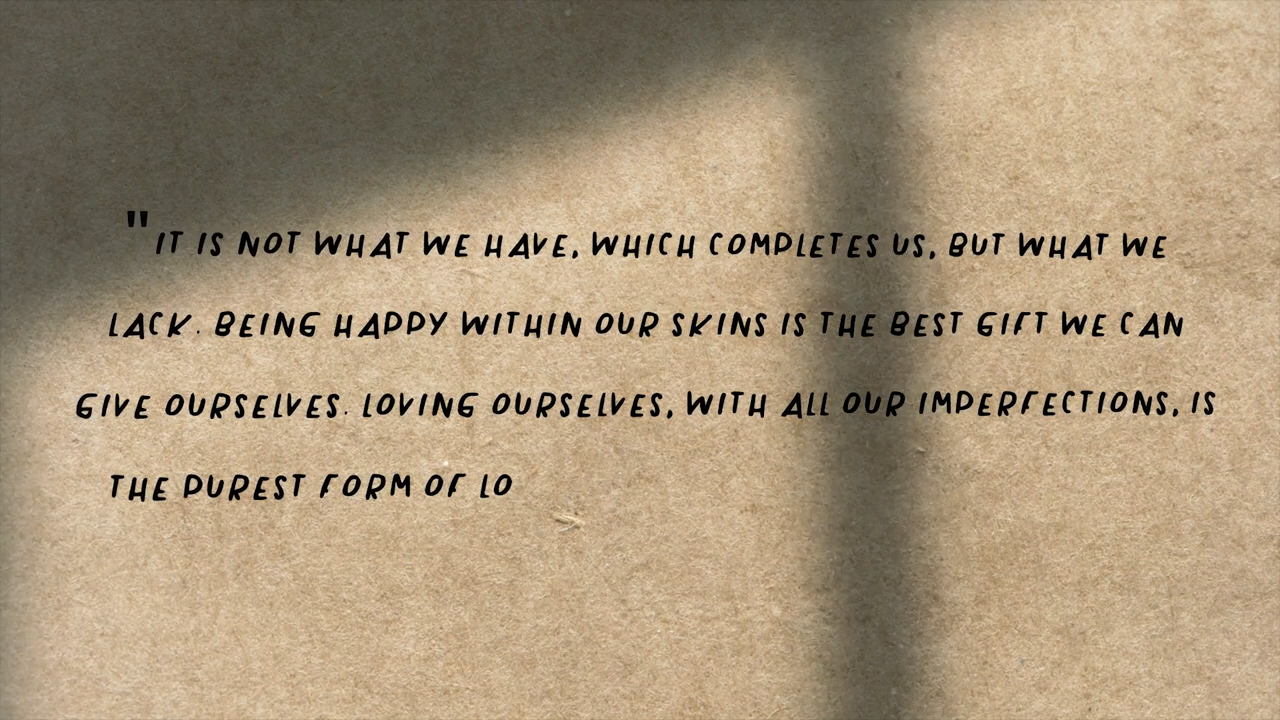 "IT IS NOT WHAT WE HAVE, WHICH COMPLETES US, BUT WHAT WE
LACK. BEING HAPPY WITHIN OUR SKINS IS THE BEST GIFT WE CAN
GIVE OURSELVES. LOVING OURSELVES, WITH ALL OUR IMPERFECTIONS, IS
THE PUREST FORM OF LO